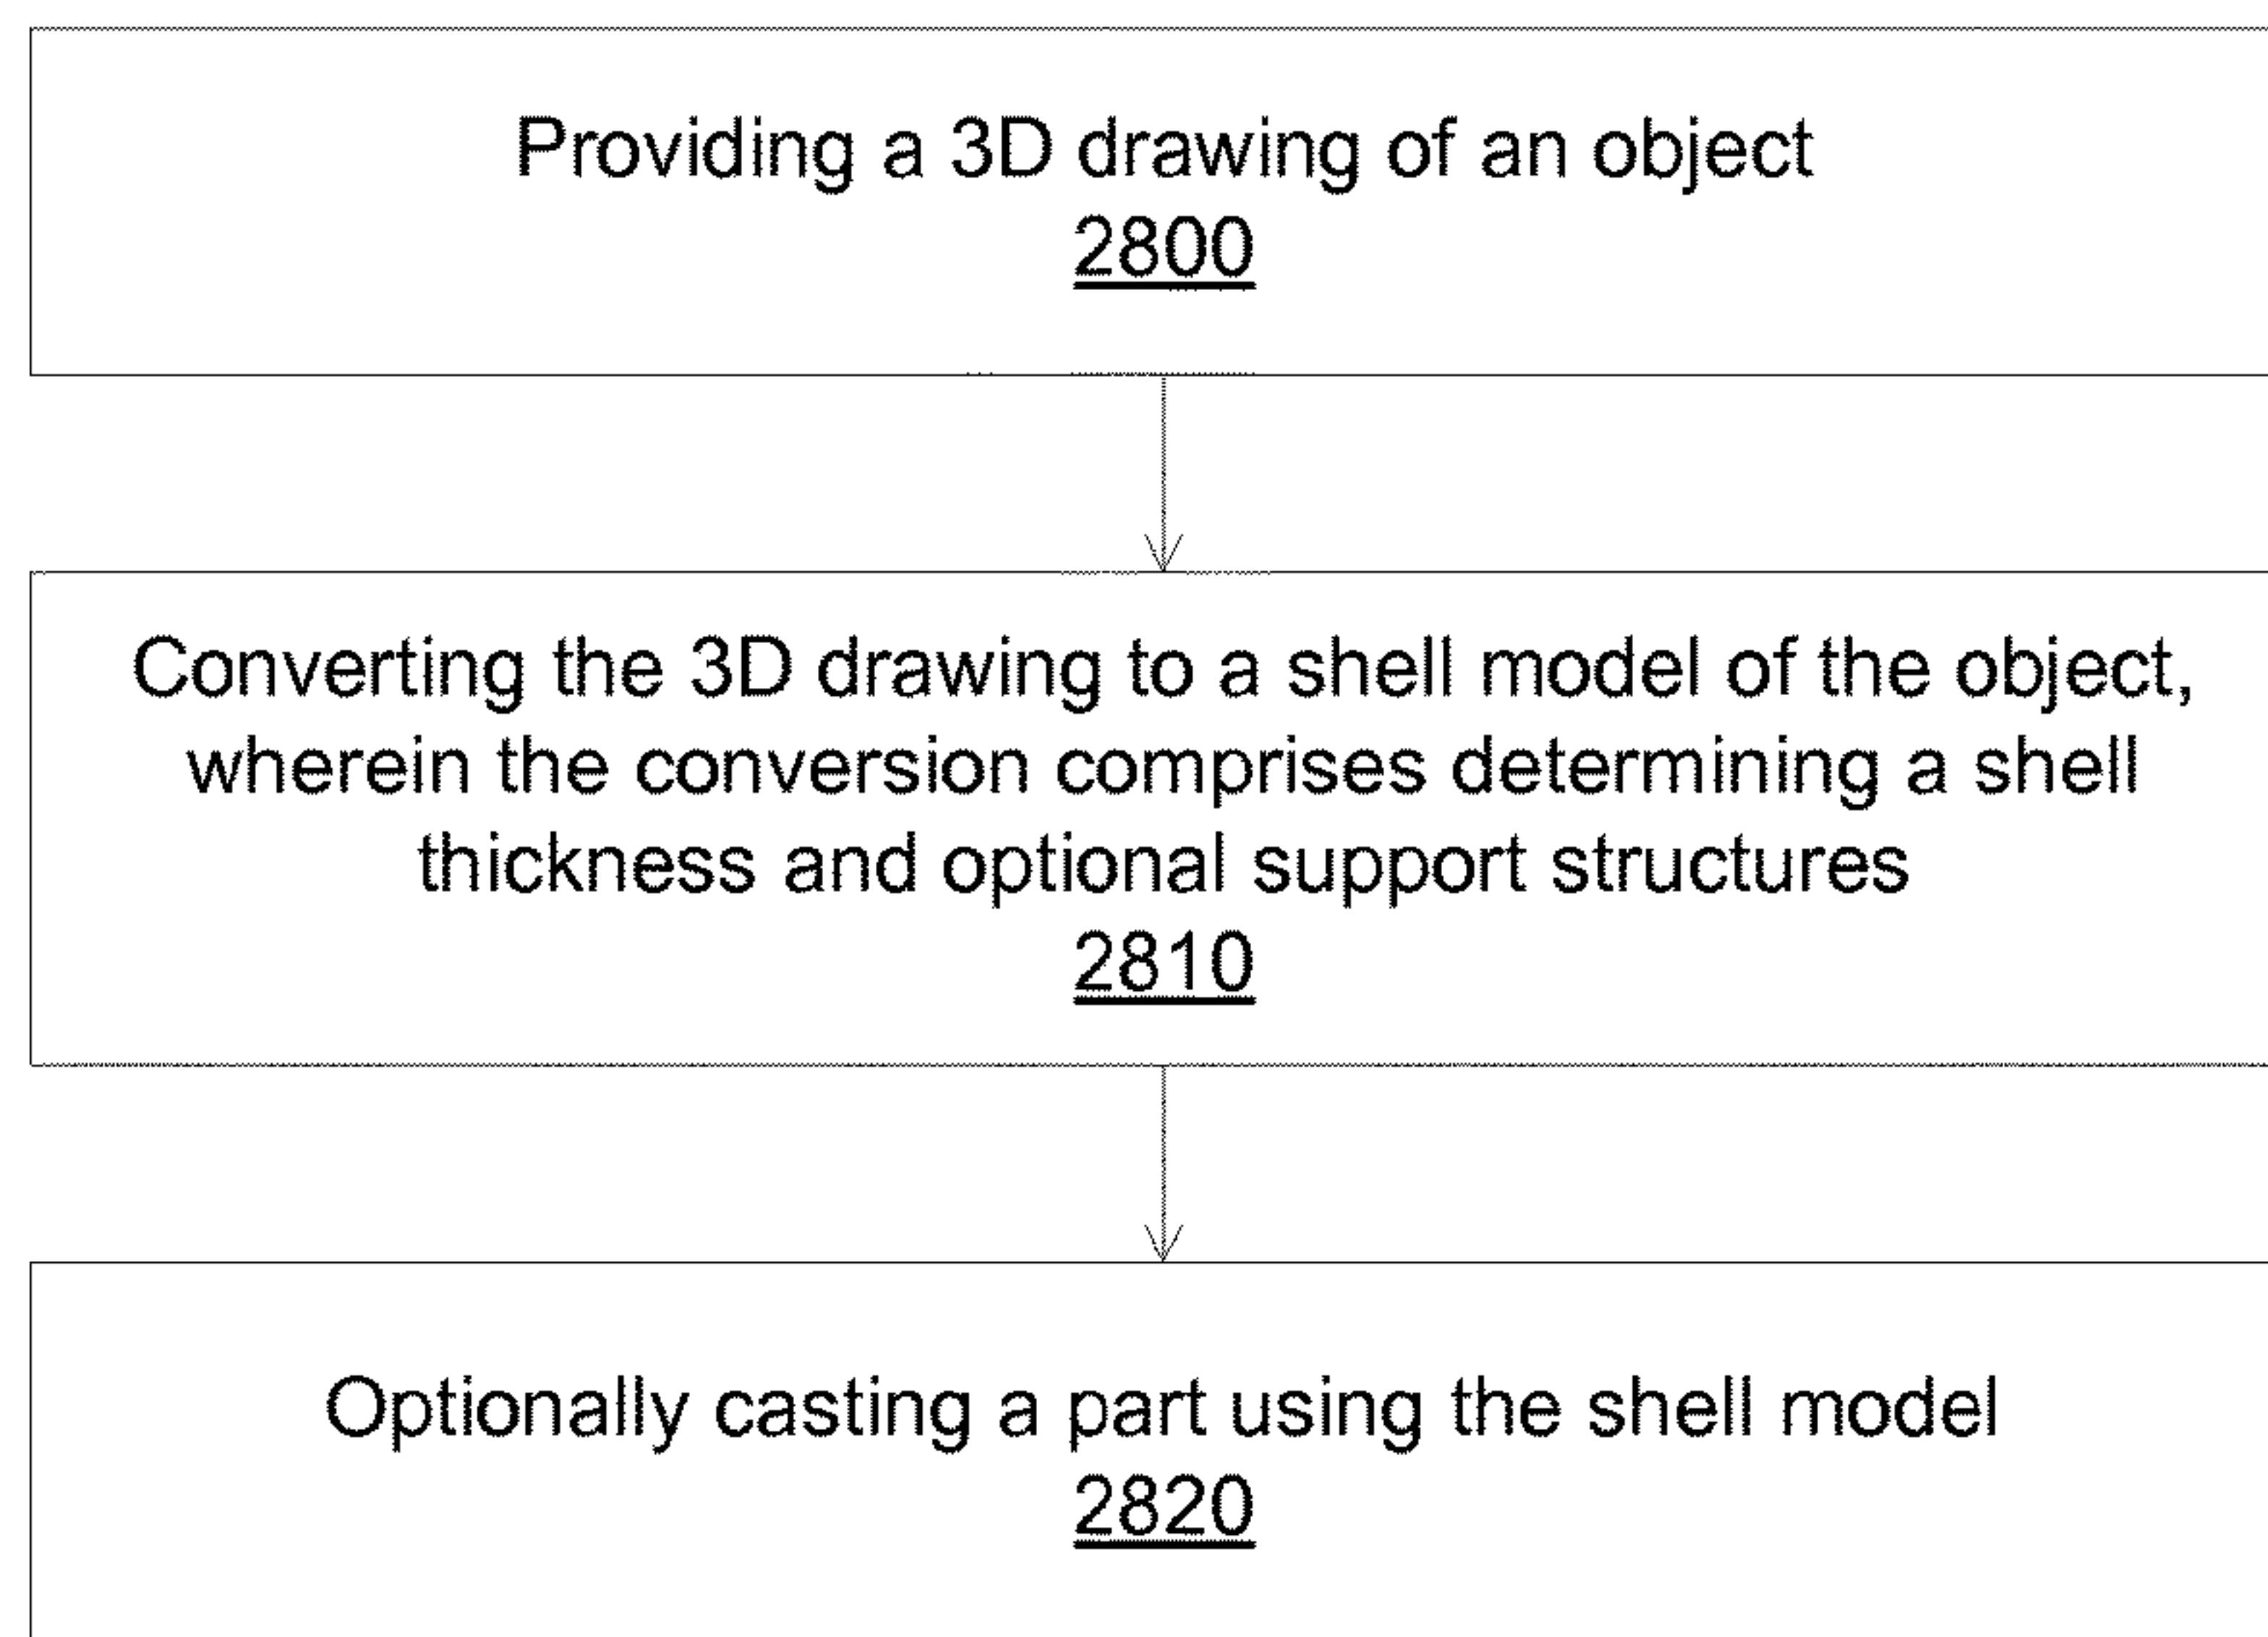 Providing a 3D drawing of an object
2800
Converting the 3D drawing to a shell model of the object,
wherein the conversion comprises determining a shell
thickness and optional support structures
2810
Optionally casting a part using the shell model
2820